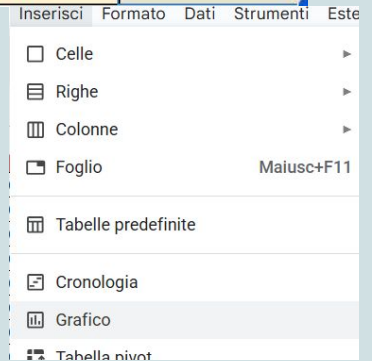 Inserisci Formato Dati Strumenti Este
Celle
Righe
Colonne
Foglio Maiusc+F11
Tabelle predefinite
Cronologia
Grafico
Tabella pivot